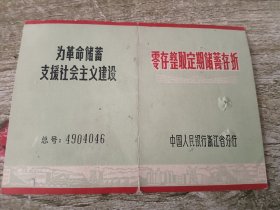 为革命储蓄
支援社会主义建设
总号：4904046
零存整取定期储蓄存折
中国人民银行浙江省分行